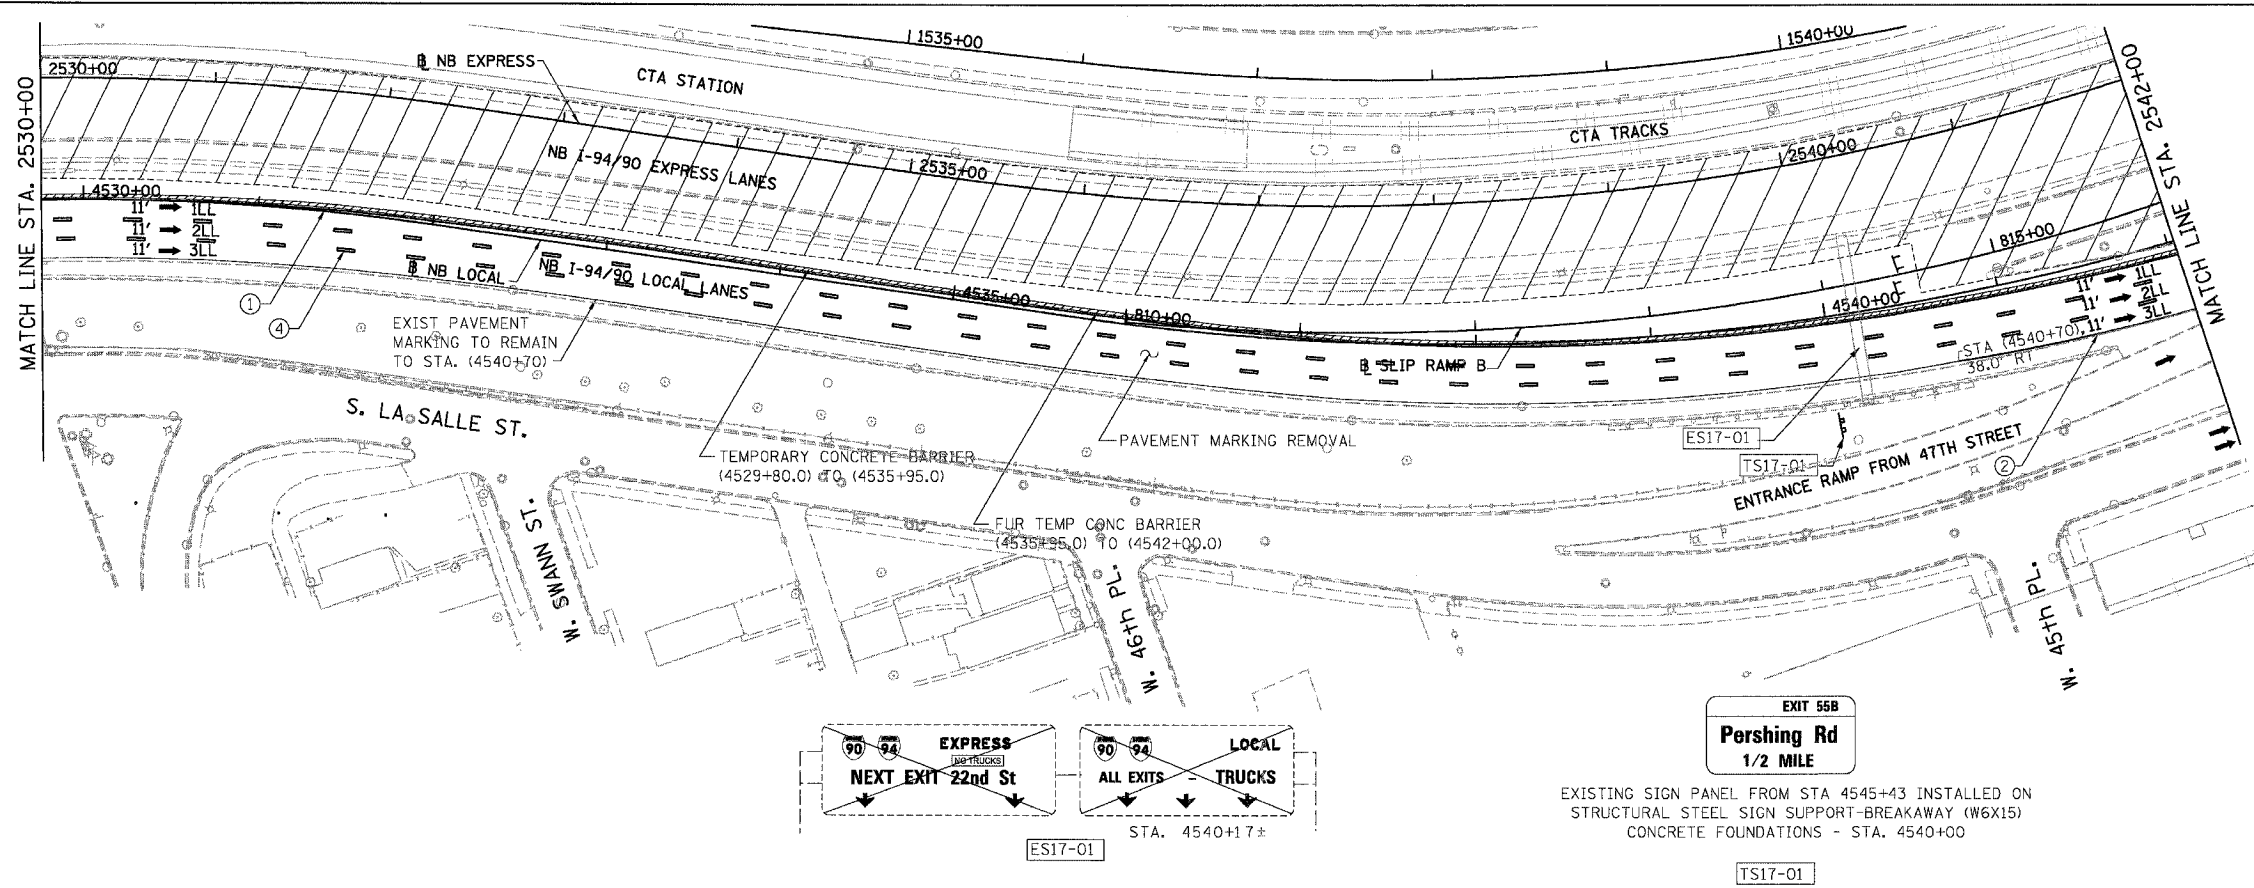 1535+00
1540+00
MATCH LINE STA. 2530+00
2530+00
℄ NB EXPRESS
CTA STATION
CTA TRACKS
MATCH LINE STA. 2542+00
NB I-94/90 EXPRESS LANES
2535+00
2540+00
4530+00
11' 1LL
11' 2LL
11' 3LL
815+00
NB LOCAL
NB I-94/90 LOCAL LANES
4535+00
810+00
4540+00
11' 1LL
11' 2LL
11' 3LL
1
4
EXIST PAVEMENT
MARKING TO REMAIN
TO STA. (4540+70)
SLIP RAMP B
STA (4540+70),
38.0' RT
S. LA SALLE ST.
PAVEMENT MARKING REMOVAL
ES17-01
TS17-01
ENTRANCE RAMP FROM 47TH STREET
2
TEMPORARY CONCRETE BARRIER
(4529+80.0) TO (4535+95.0)
FUR TEMP CONC BARRIER
(4535+95.0) TO (4542+00.0)
W. SWANN ST.
W. 46th PL.
W. 45th PL.
90 94 EXPRESS
NO TRUCKS
NEXT EXIT 22nd St
90 94 LOCAL
ALL EXITS - TRUCKS
STA. 4540+17±
ES17-01
EXIT 55B
Pershing Rd
1/2 MILE
EXISTING SIGN PANEL FROM STA 4545+43 INSTALLED ON
STRUCTURAL STEEL SIGN SUPPORT-BREAKAWAY (W6X15)
CONCRETE FOUNDATIONS - STA. 4540+00
TS17-01